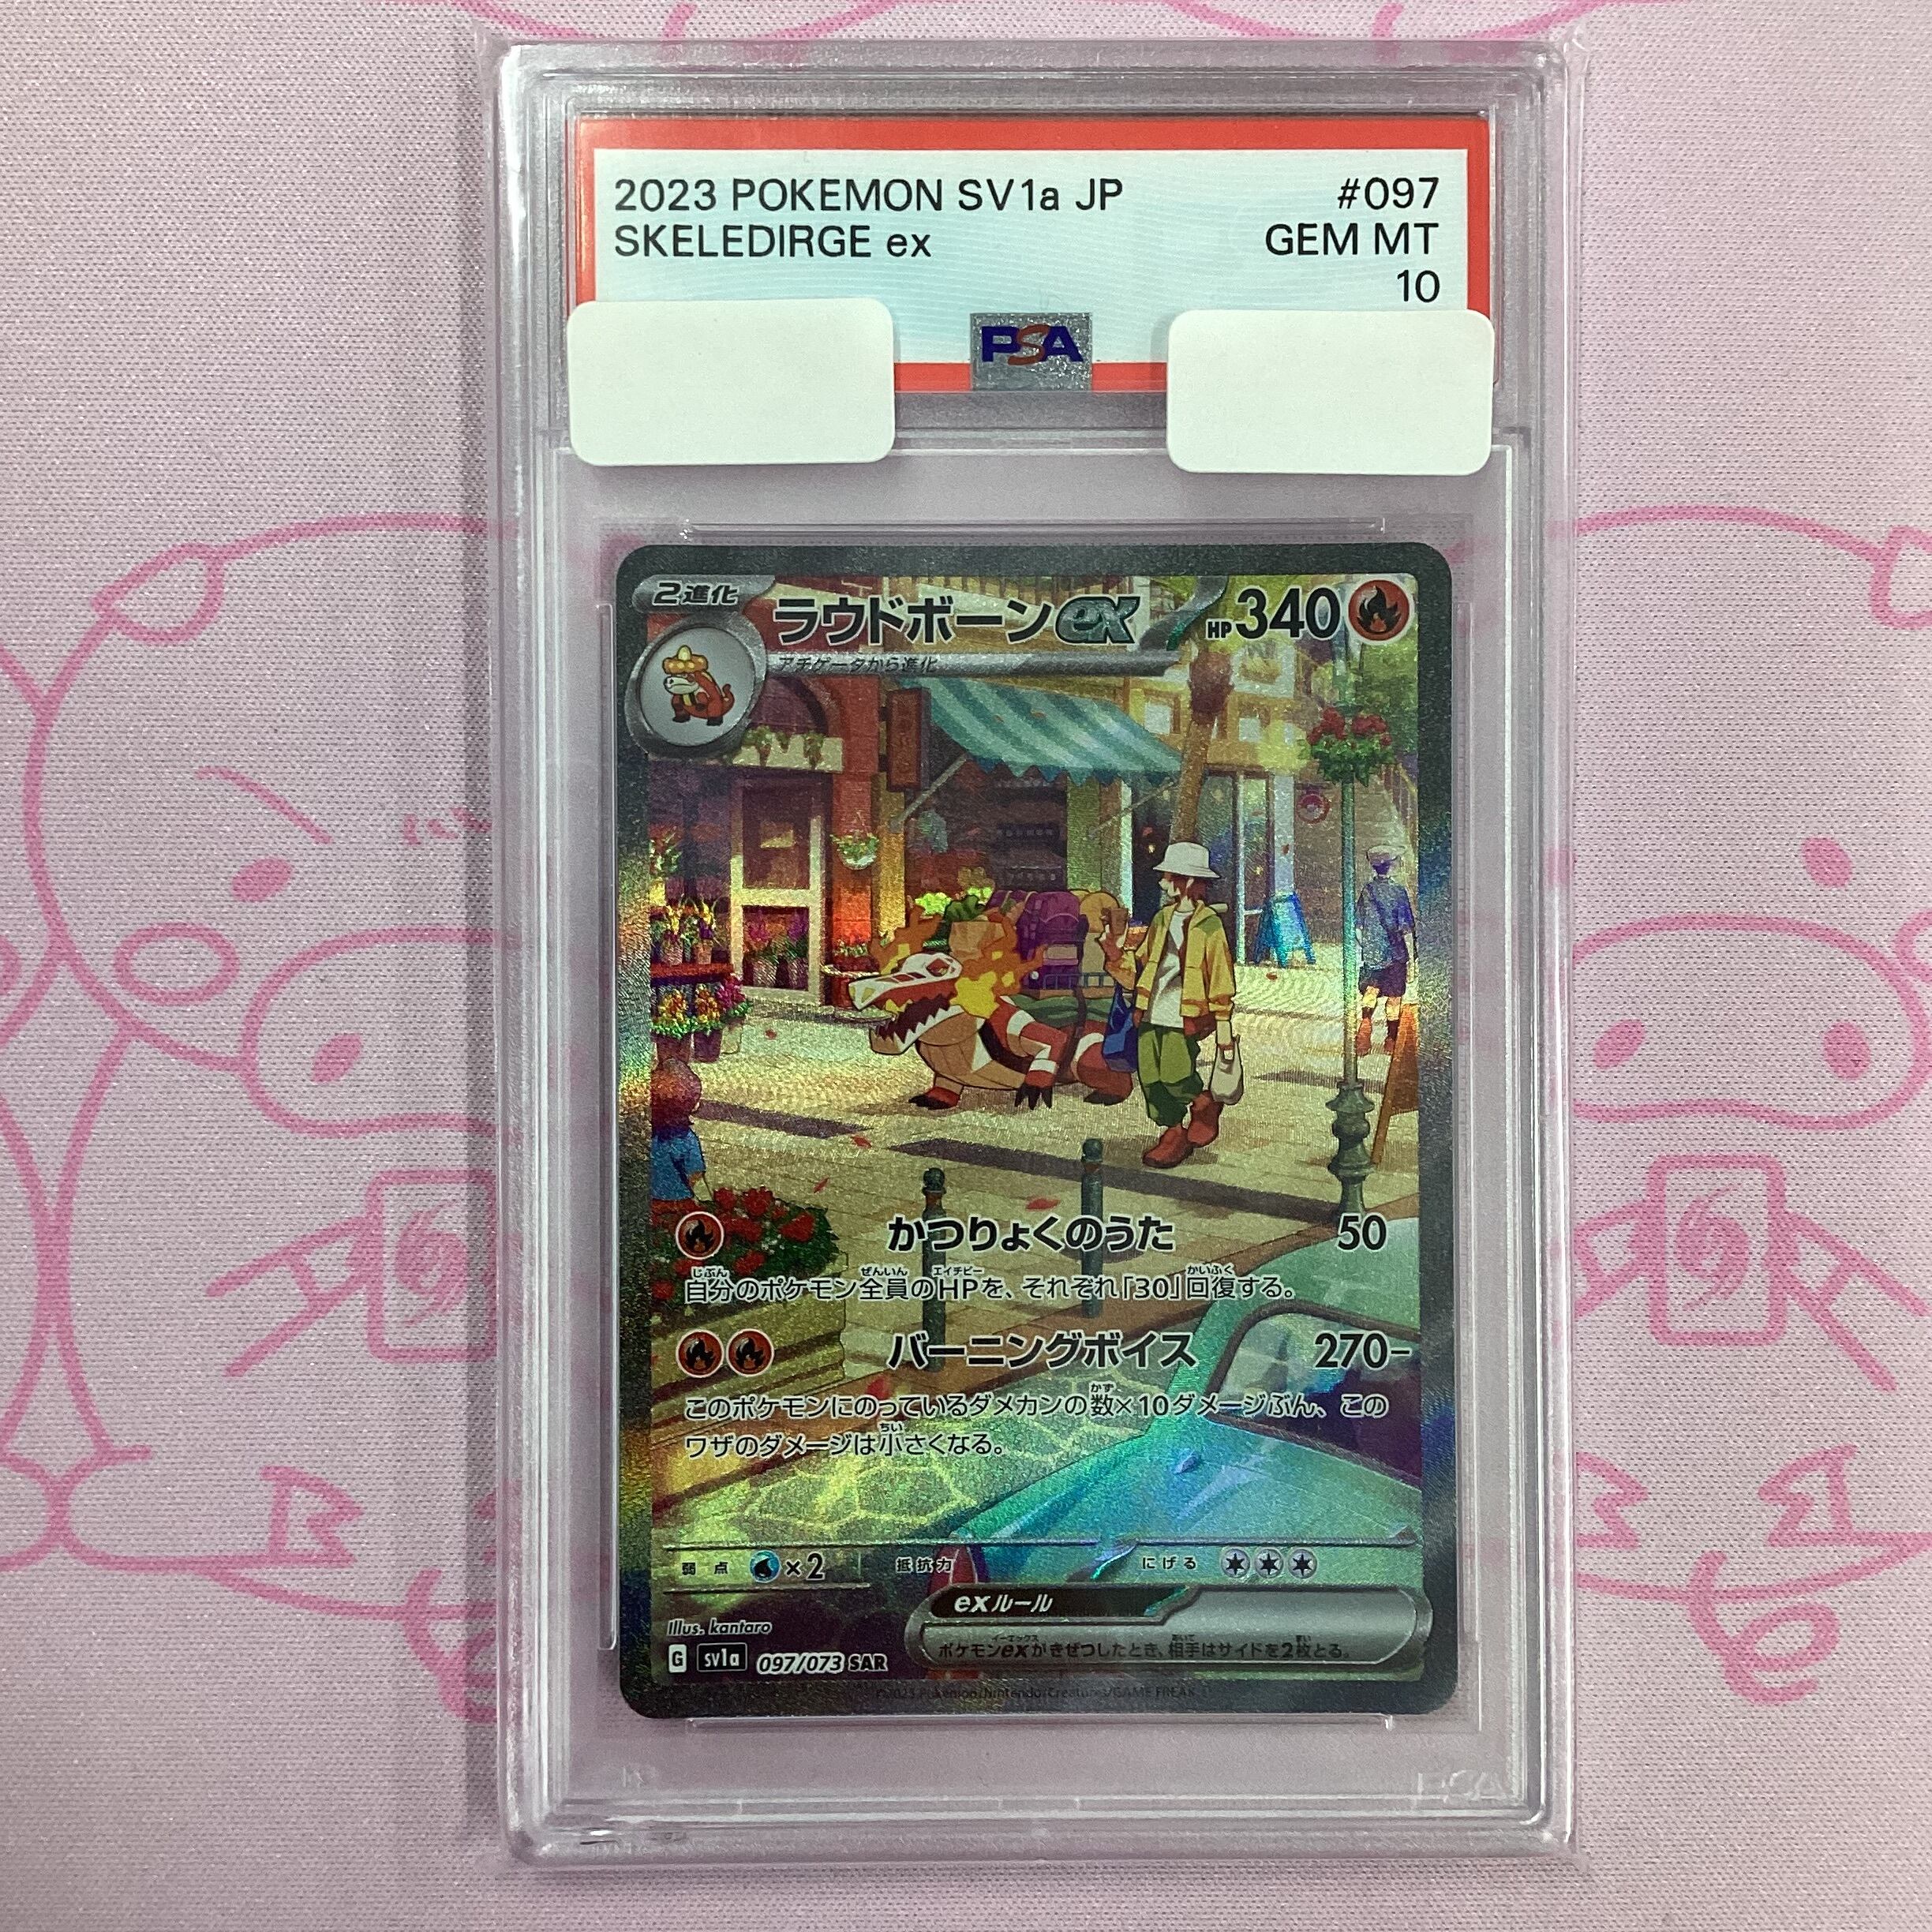 2023 POKEMON SV1a JP #097
SKELEDIRGE ex GEM MT
10
PSA
2進化 ラウドボーンex HP340
アチゲータから進化
かつりょくのうた 50
自分のポケモン全員のHPを、それぞれ「30」回復する。
バーニングボイス 270-
このポケモンにのっているダメカンの数×10ダメージぶん、この
ワザのダメージは小さくなる。
弱点 ×2 抵抗力 にげる
exルール
Illus. kantaro
ポケモンexがきぜつしたとき、相手はサイドを2枚とる。
G sv1a 097/073 SAR
©2023 Pokémon/Nintendo/Creatures/GAME FREAK
PSA